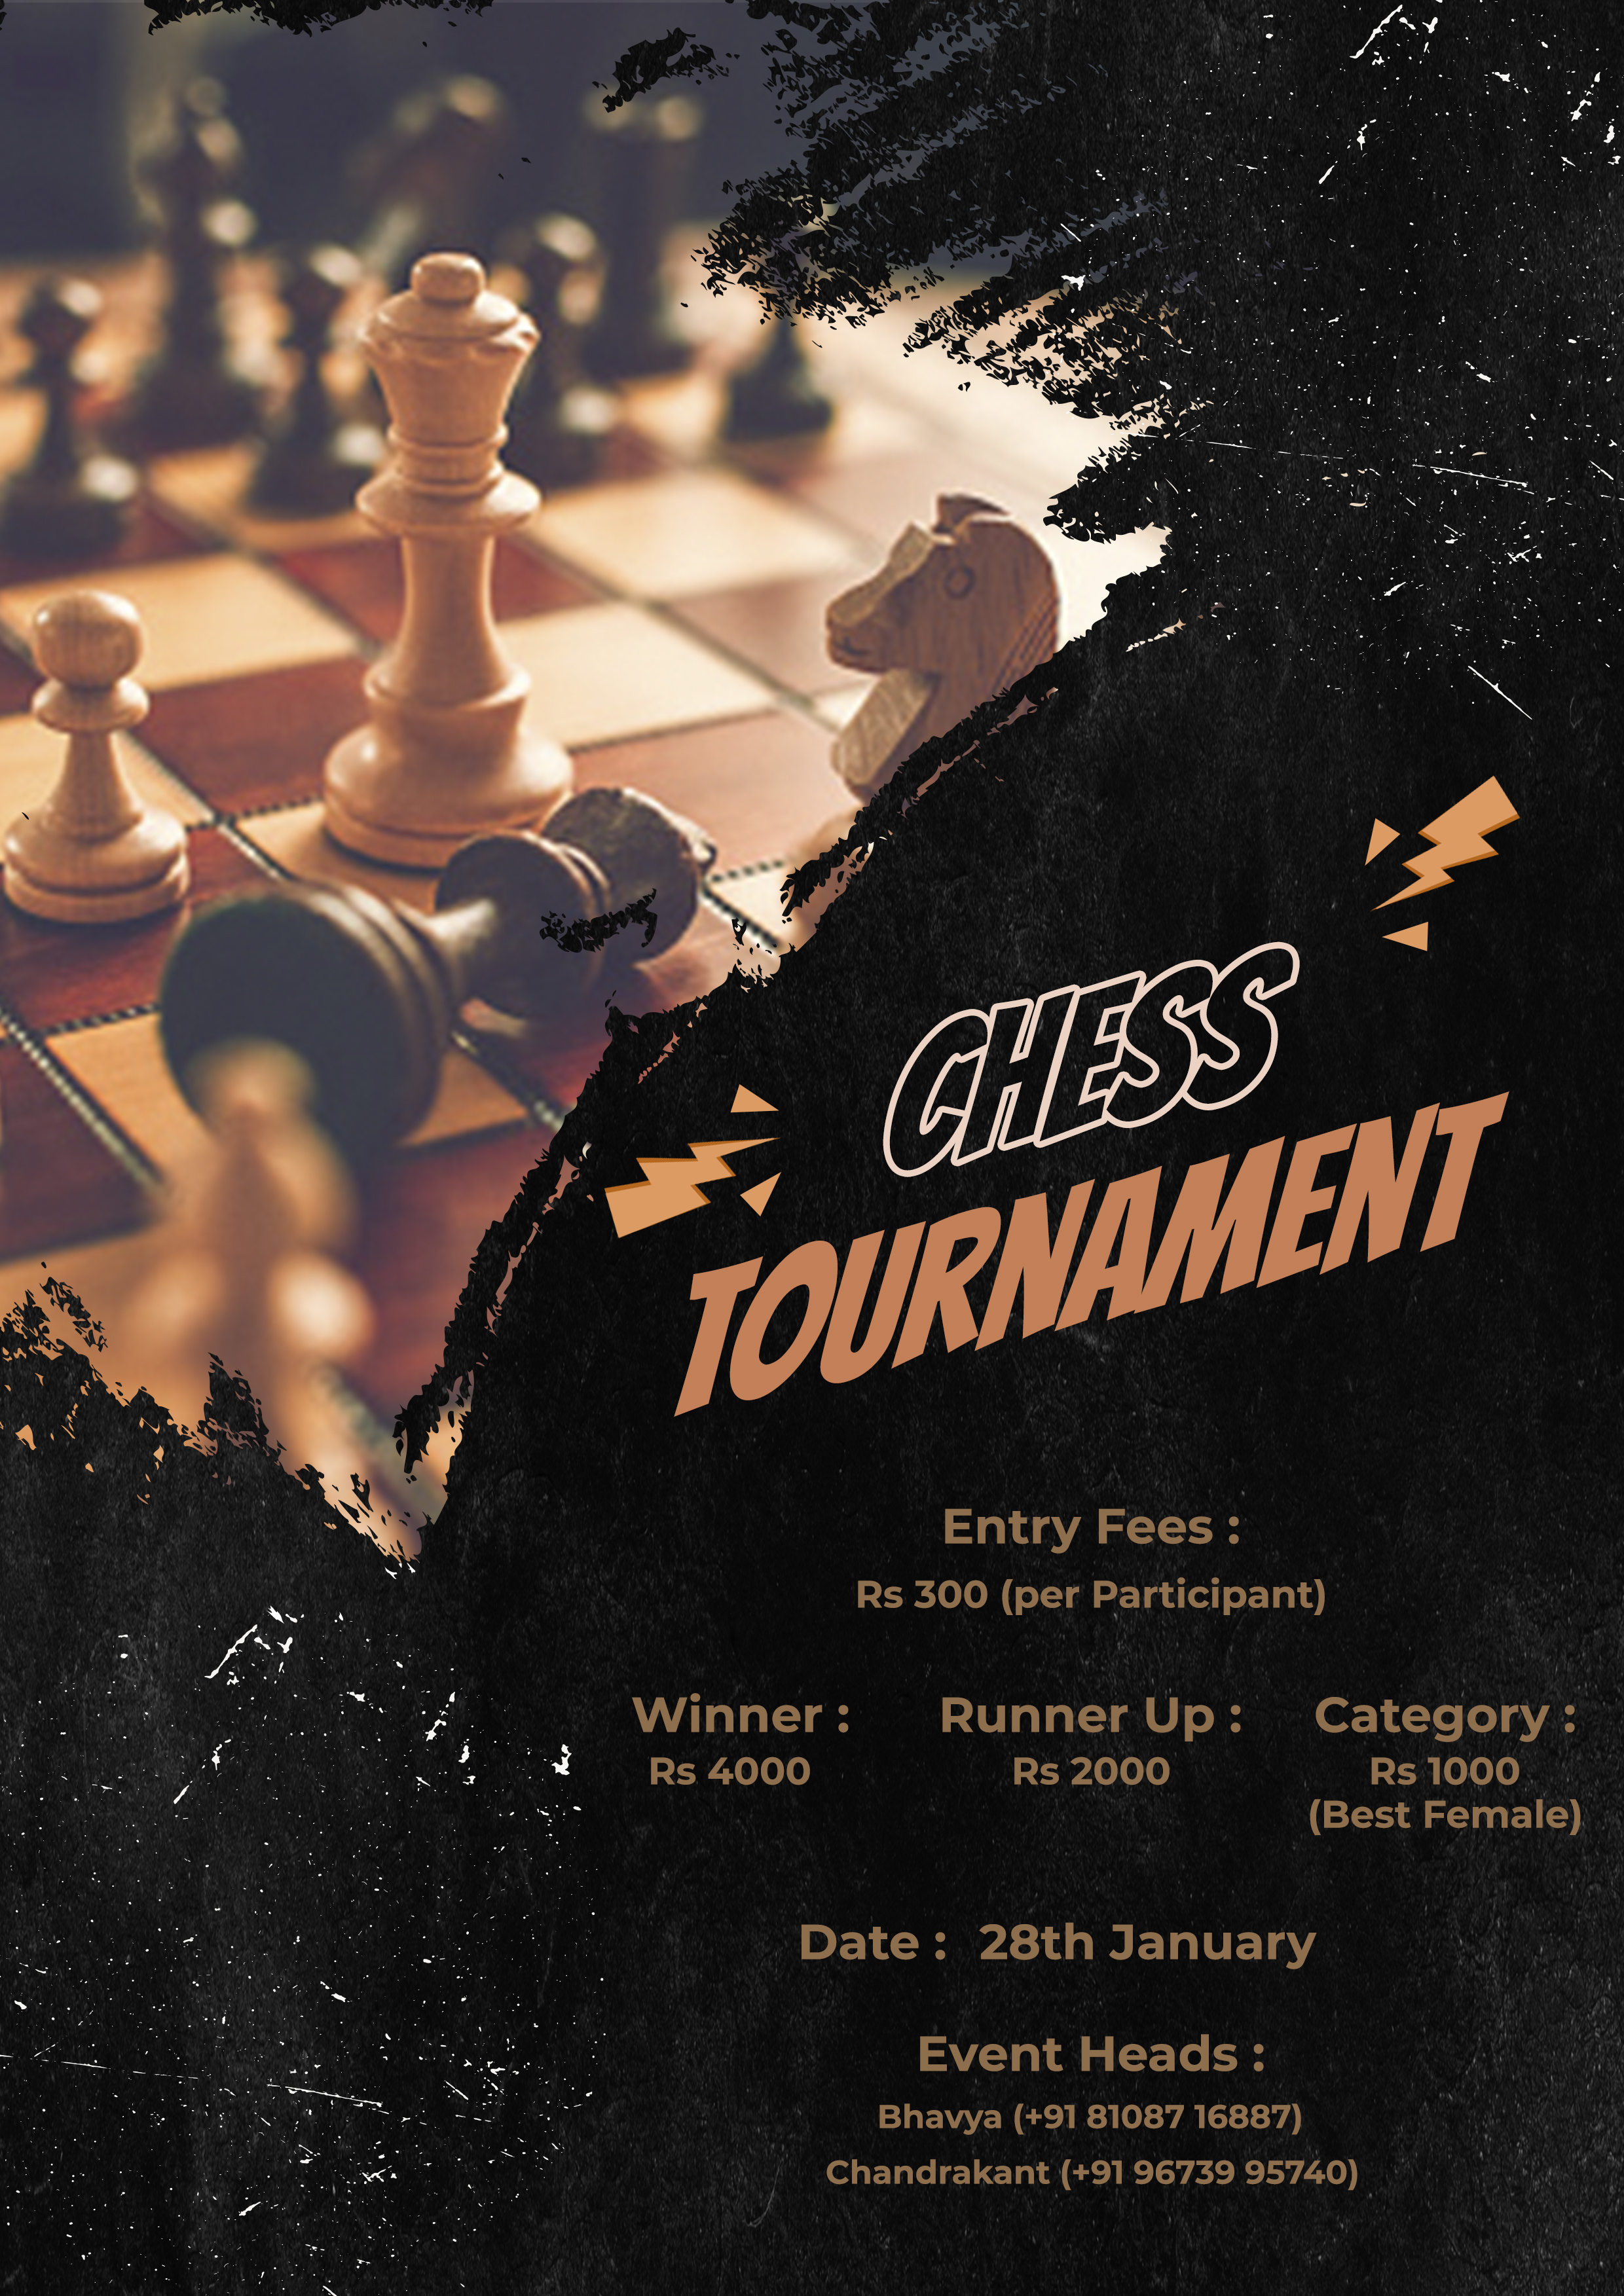 CHESS
TOURNAMENT
Entry Fees :
Rs 300 (per Participant)
Winner : Runner Up : Category :
Rs 4000 Rs 2000 Rs 1000
(Best Female)
Date : 28th January
Event Heads :
Bhavya (+91 81087 16887)
Chandrakant (+91 96739 95740)